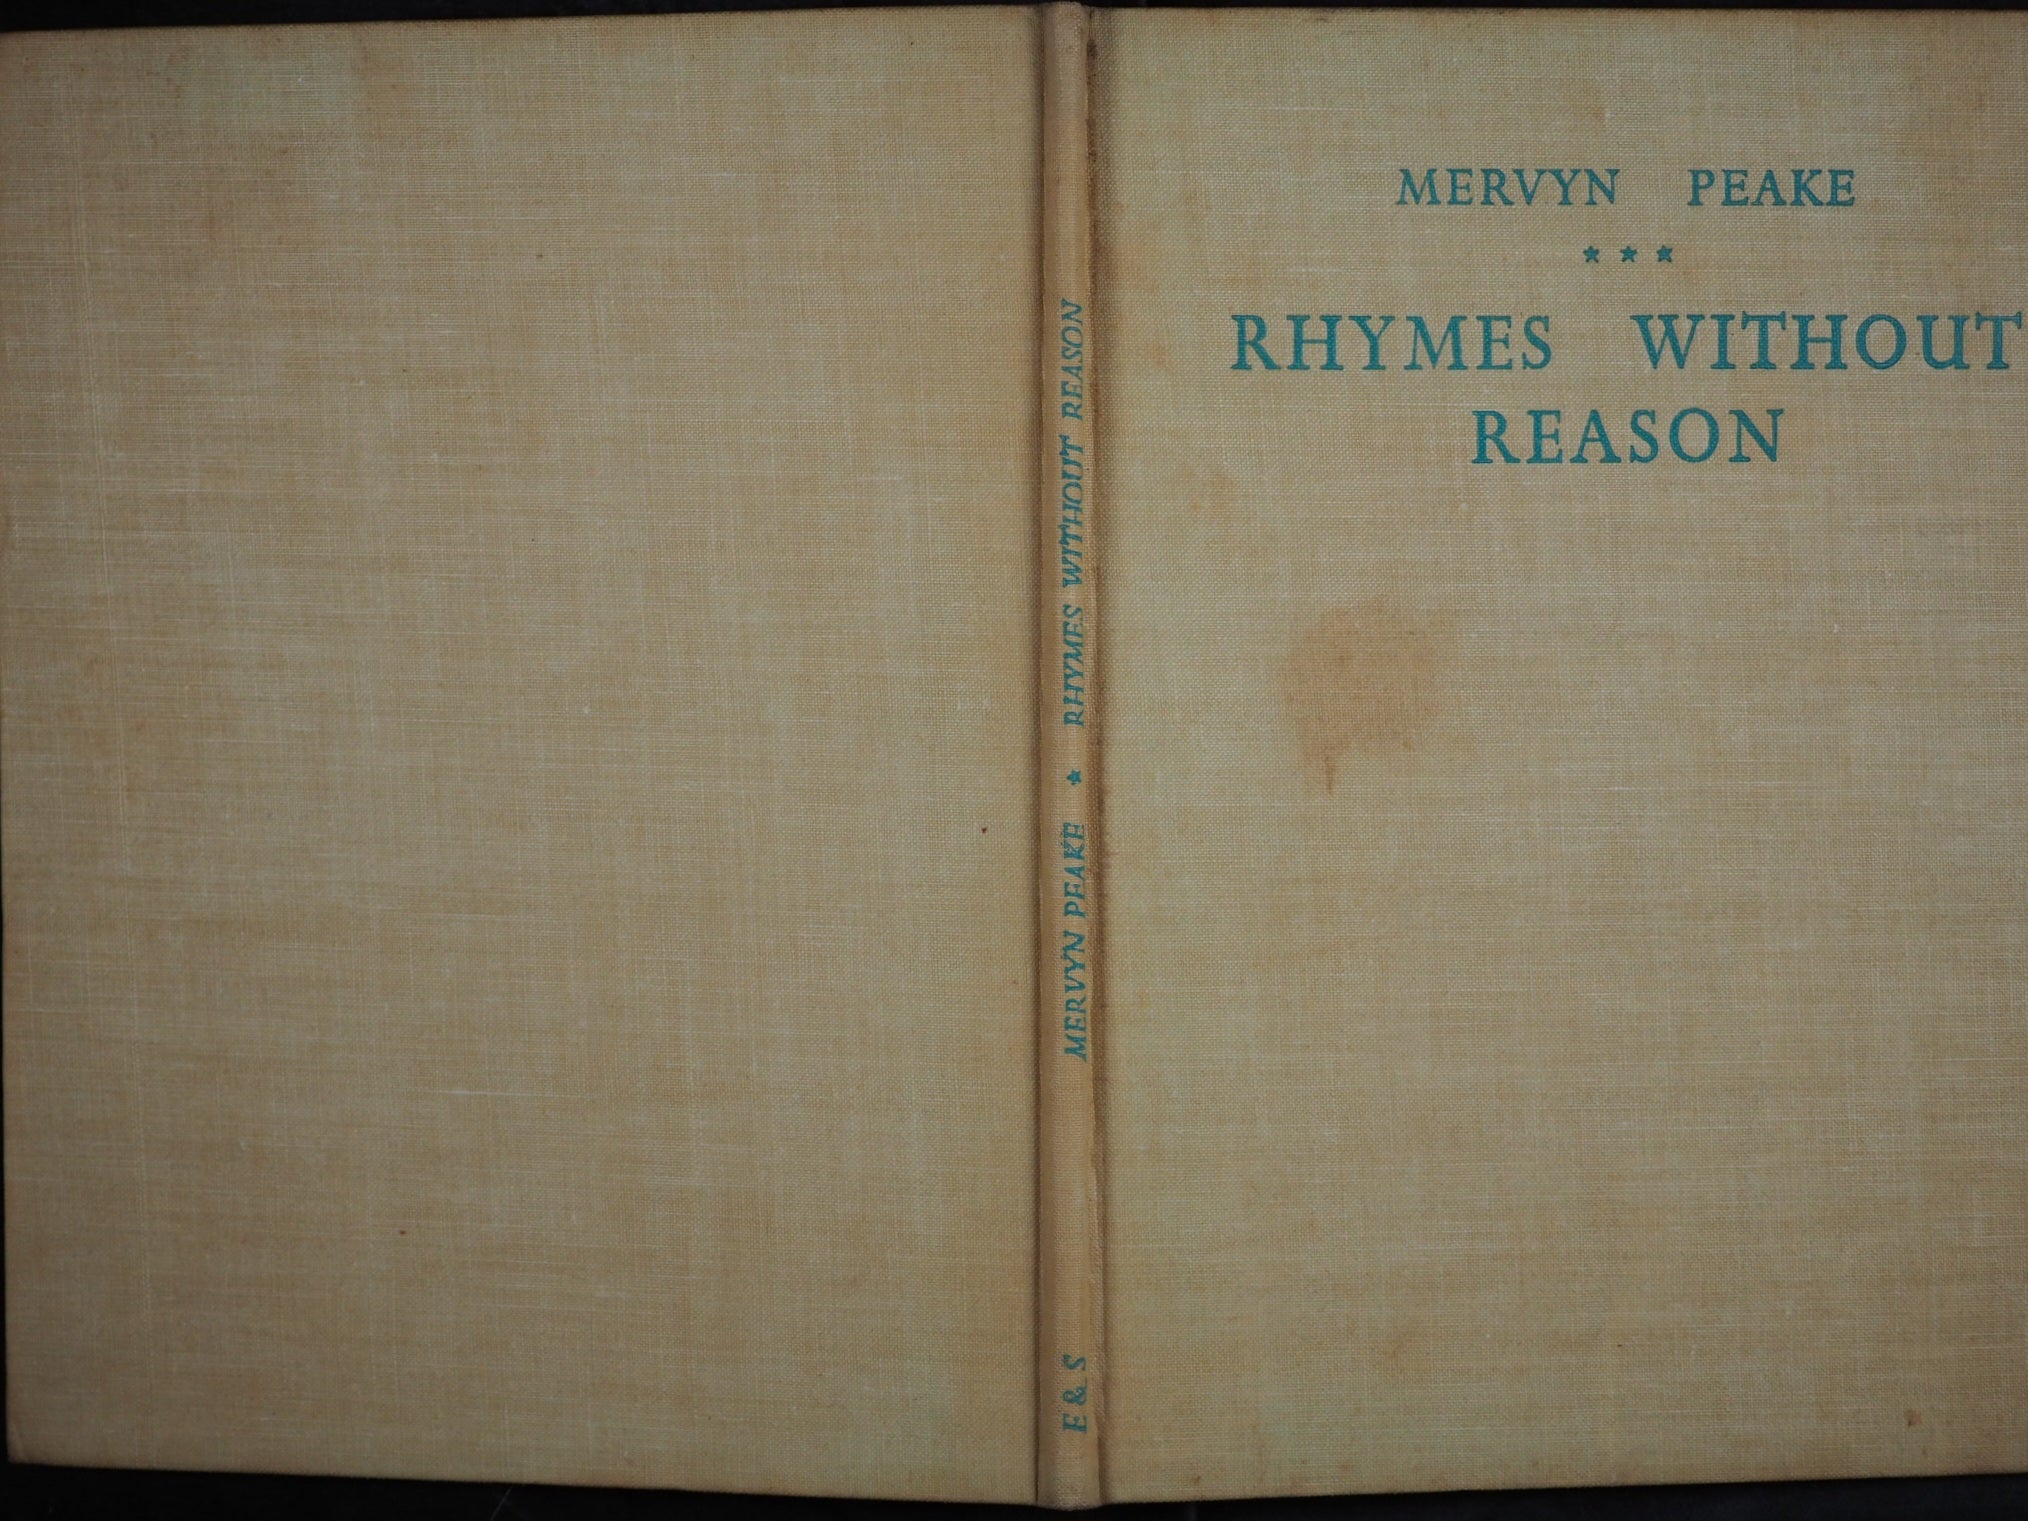 MERVYN PEAKE
★ ★ ★
RHYMES WITHOUT
REASON
MERVYN PEAKE ★ RHYMES WITHOUT REASON
E & S